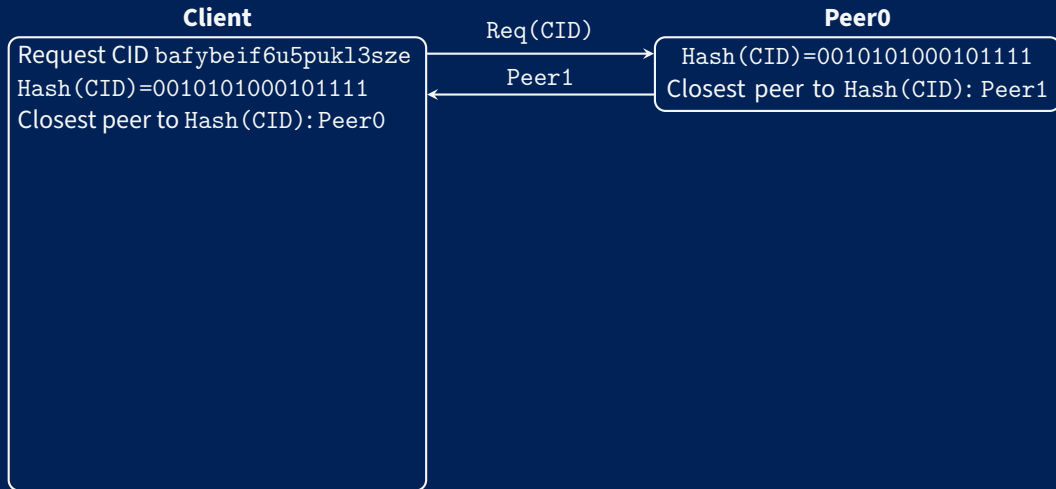 Client
Request CID bafybeif6u5pukl3sze
Hash(CID)=0010101000101111
Closest peer to Hash(CID): Peer0
Req(CID)
Peer1
Peer0
Hash(CID)=0010101000101111
Closest peer to Hash(CID): Peer1